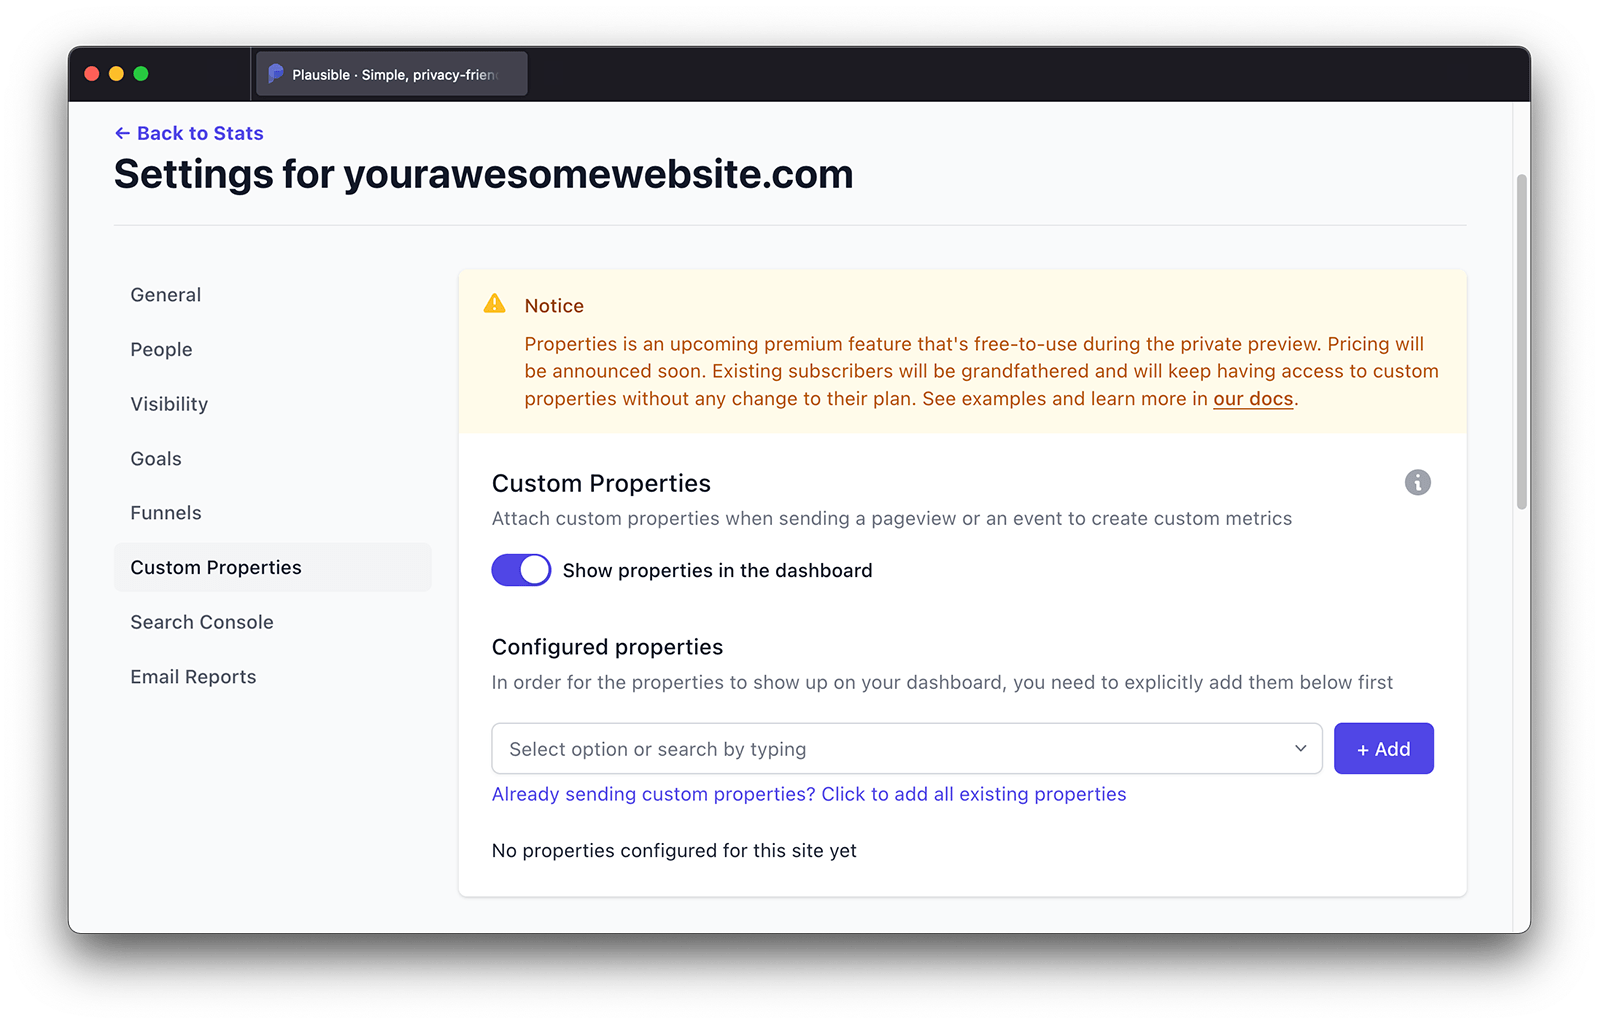 Plausible · Simple, privacy-frien
← Back to Stats
Settings for yourawesomewebsite.com
General
People
Visibility
Goals
Funnels
Custom Properties
Search Console
Email Reports
Notice
Properties is an upcoming premium feature that's free-to-use during the private preview. Pricing will
be announced soon. Existing subscribers will be grandfathered and will keep having access to custom
properties without any change to their plan. See examples and learn more in our docs.
Custom Properties
Attach custom properties when sending a pageview or an event to create custom metrics
Show properties in the dashboard
Configured properties
In order for the properties to show up on your dashboard, you need to explicitly add them below first
Select option or search by typing
+ Add
Already sending custom properties? Click to add all existing properties
No properties configured for this site yet